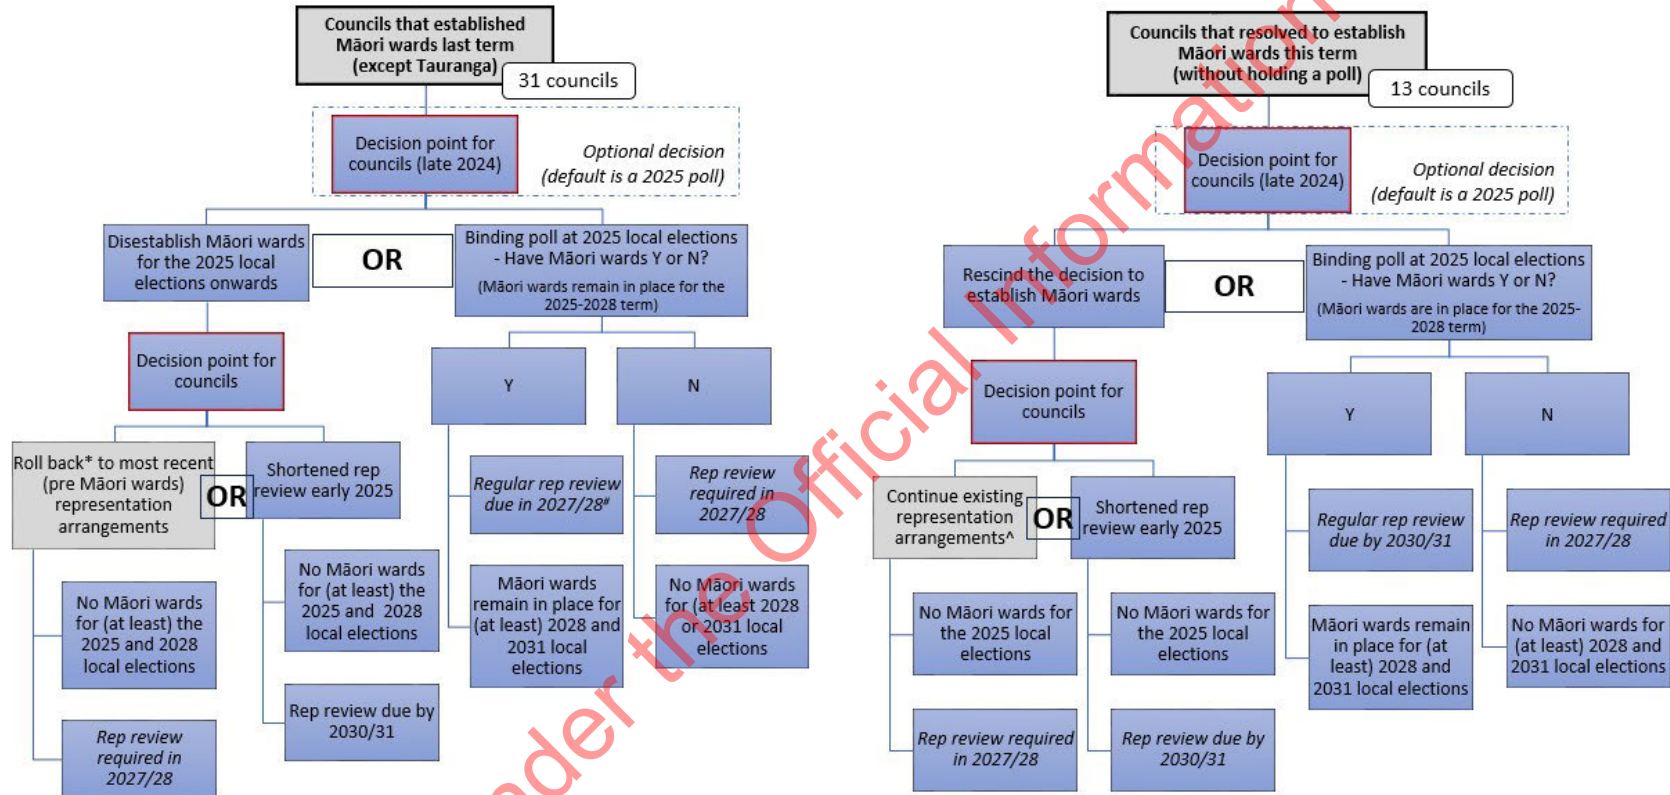 Councils that established
Māori wards last term
(except Tauranga)
31 councils
Decision point for
councils (late 2024)
Optional decision
(default is a 2025 poll)
Disestablish Māori wards
for the 2025 local
elections onwards
OR
Binding poll at 2025 local elections
- Have Māori wards Y or N?
(Māori wards remain in place for the
2025-2028 term)
Decision point for
councils
Y
N
Roll back* to most recent
(pre Māori wards)
representation
arrangements
OR
Shortened rep
review early 2025
Regular rep review
due in 2027/28#
Rep review
required in
2027/28
No Māori wards
for (at least) the
2025 and 2028
local elections
No Māori wards
for (at least) the
2025 and 2028
local elections
Māori wards
remain in place for
(at least) 2028 and
2031 local
elections
No Māori wards
for (at least 2028
or 2031 local
elections
Rep review
required in
2027/28
Rep review due by
2030/31
Councils that resolved to establish
Māori wards this term
(without holding a poll)
13 councils
Decision point for
councils (late 2024)
Optional decision
(default is a 2025 poll)
Rescind the decision to
establish Māori wards
OR
Binding poll at 2025 local elections
- Have Māori wards Y or N?
(Māori wards are in place for the 2025-
2028 term)
Decision point for
councils
Y
N
Continue existing
representation
arrangements^
OR
Shortened rep
review early 2025
Regular rep review
due by 2030/31
Rep review required
in 2027/28
No Māori wards for
the 2025 local
elections
No Māori wards for
the 2025 local
elections
Māori wards remain
in place for (at
least) 2028 and
2031 local elections
No Māori wards for
(at least) 2028 and
2031 local elections
Rep review required
in 2027/28
Rep review due by
2030/31
the Official Information